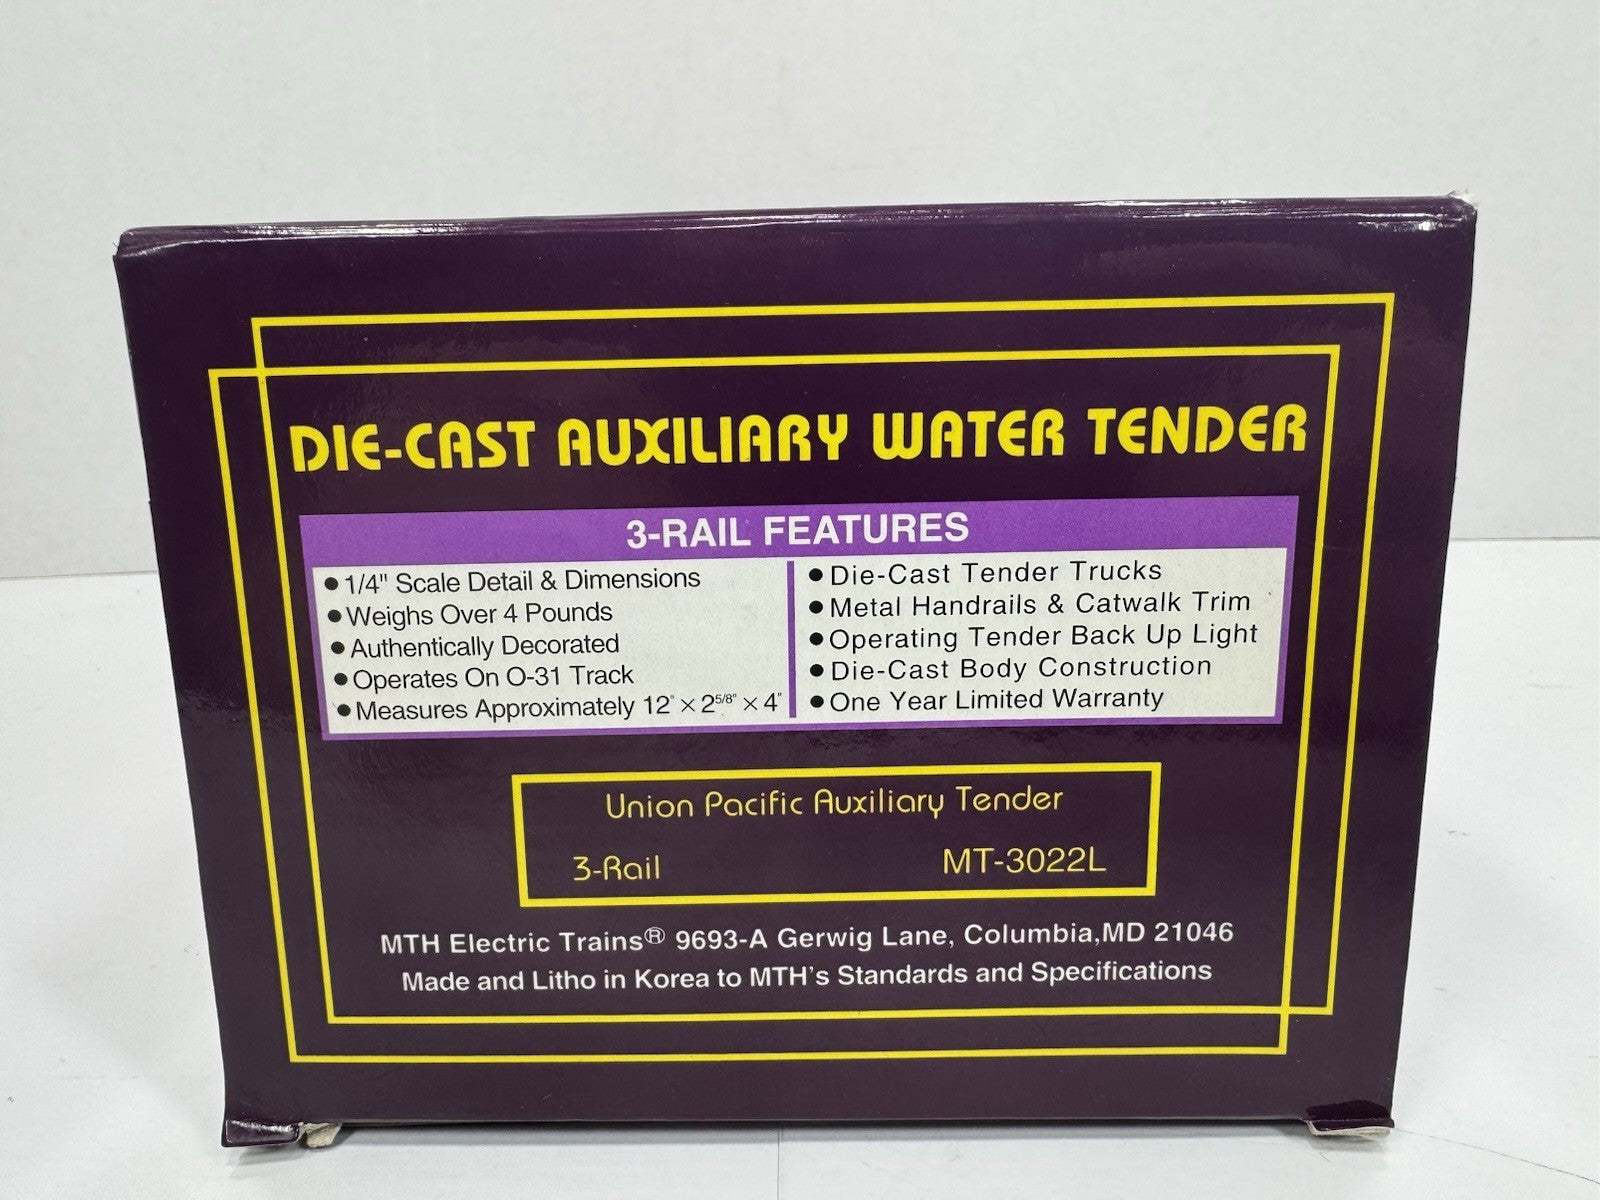 DIE-CAST AUXILIARY WATER TENDER
3-RAIL FEATURES
● 1/4" Scale Detail & Dimensions
● Weighs Over 4 Pounds
● Authentically Decorated
● Operates On O-31 Track
● Measures Approximately 12" × 2 5/8" × 4"
● Die-Cast Tender Trucks
● Metal Handrails & Catwalk Trim
● Operating Tender Back Up Light
● Die-Cast Body Construction
● One Year Limited Warranty
Union Pacific Auxiliary Tender
3-Rail MT-3022L
MTH Electric Trains® 9693-A Gerwig Lane, Columbia,MD 21046
Made and Litho in Korea to MTH's Standards and Specifications